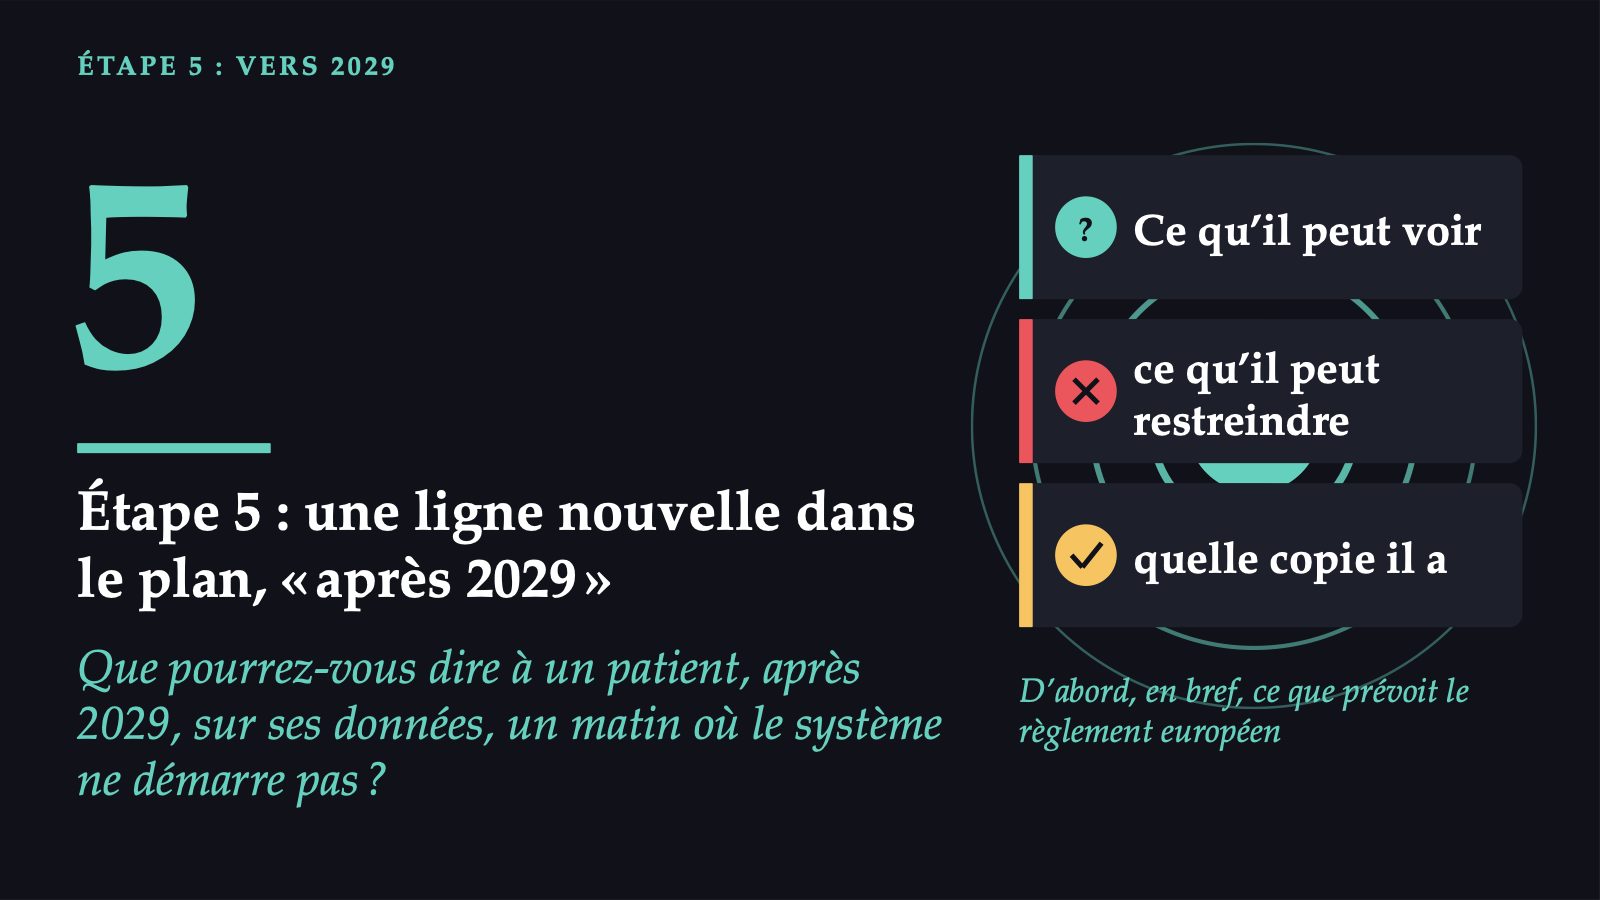 ÉTAPE 5 : VERS 2029
5
Étape 5 : une ligne nouvelle dans
le plan, « après 2029 »
Que pourrez-vous dire à un patient, après
2029, sur ses données, un matin où le système
ne démarre pas ?
?
Ce qu’il peut voir
ce qu’il peut
restreindre
quelle copie il a
D’abord, en bref, ce que prévoit le
règlement européen